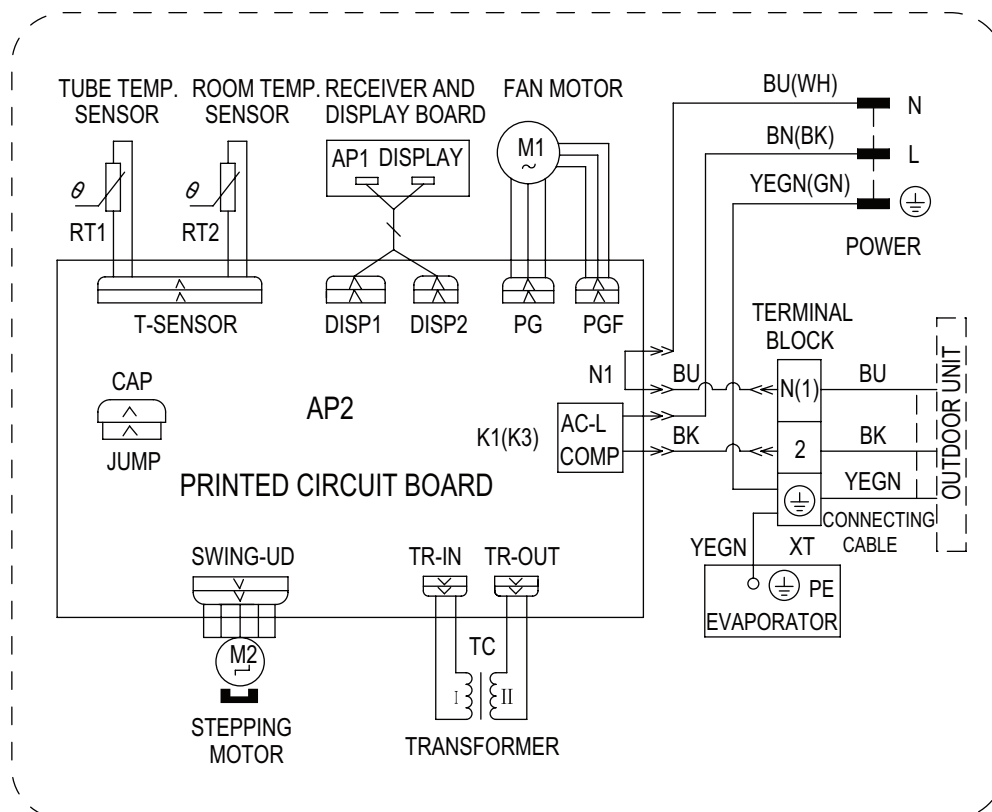 TUBE TEMP.
SENSOR
ROOM TEMP.
SENSOR
RECEIVER AND
DISPLAY BOARD
FAN MOTOR
BU(WH)
N
BN(BK)
L
YEGN(GN)
POWER
AP1 DISPLAY
M1
~
θ
RT1
θ
RT2
T-SENSOR
DISP1
DISP2
PG
PGF
TERMINAL
BLOCK
N1
BU
N(1)
BU
CAP
JUMP
AP2
K1(K3)
AC-L
COMP
BK
2
BK
OUTDOOR UNIT
PRINTED CIRCUIT BOARD
YEGN
CONNECTING
CABLE
XT
YEGN
PE
EVAPORATOR
SWING-UD
TR-IN
TR-OUT
M2
TC
I
II
STEPPING
MOTOR
TRANSFORMER